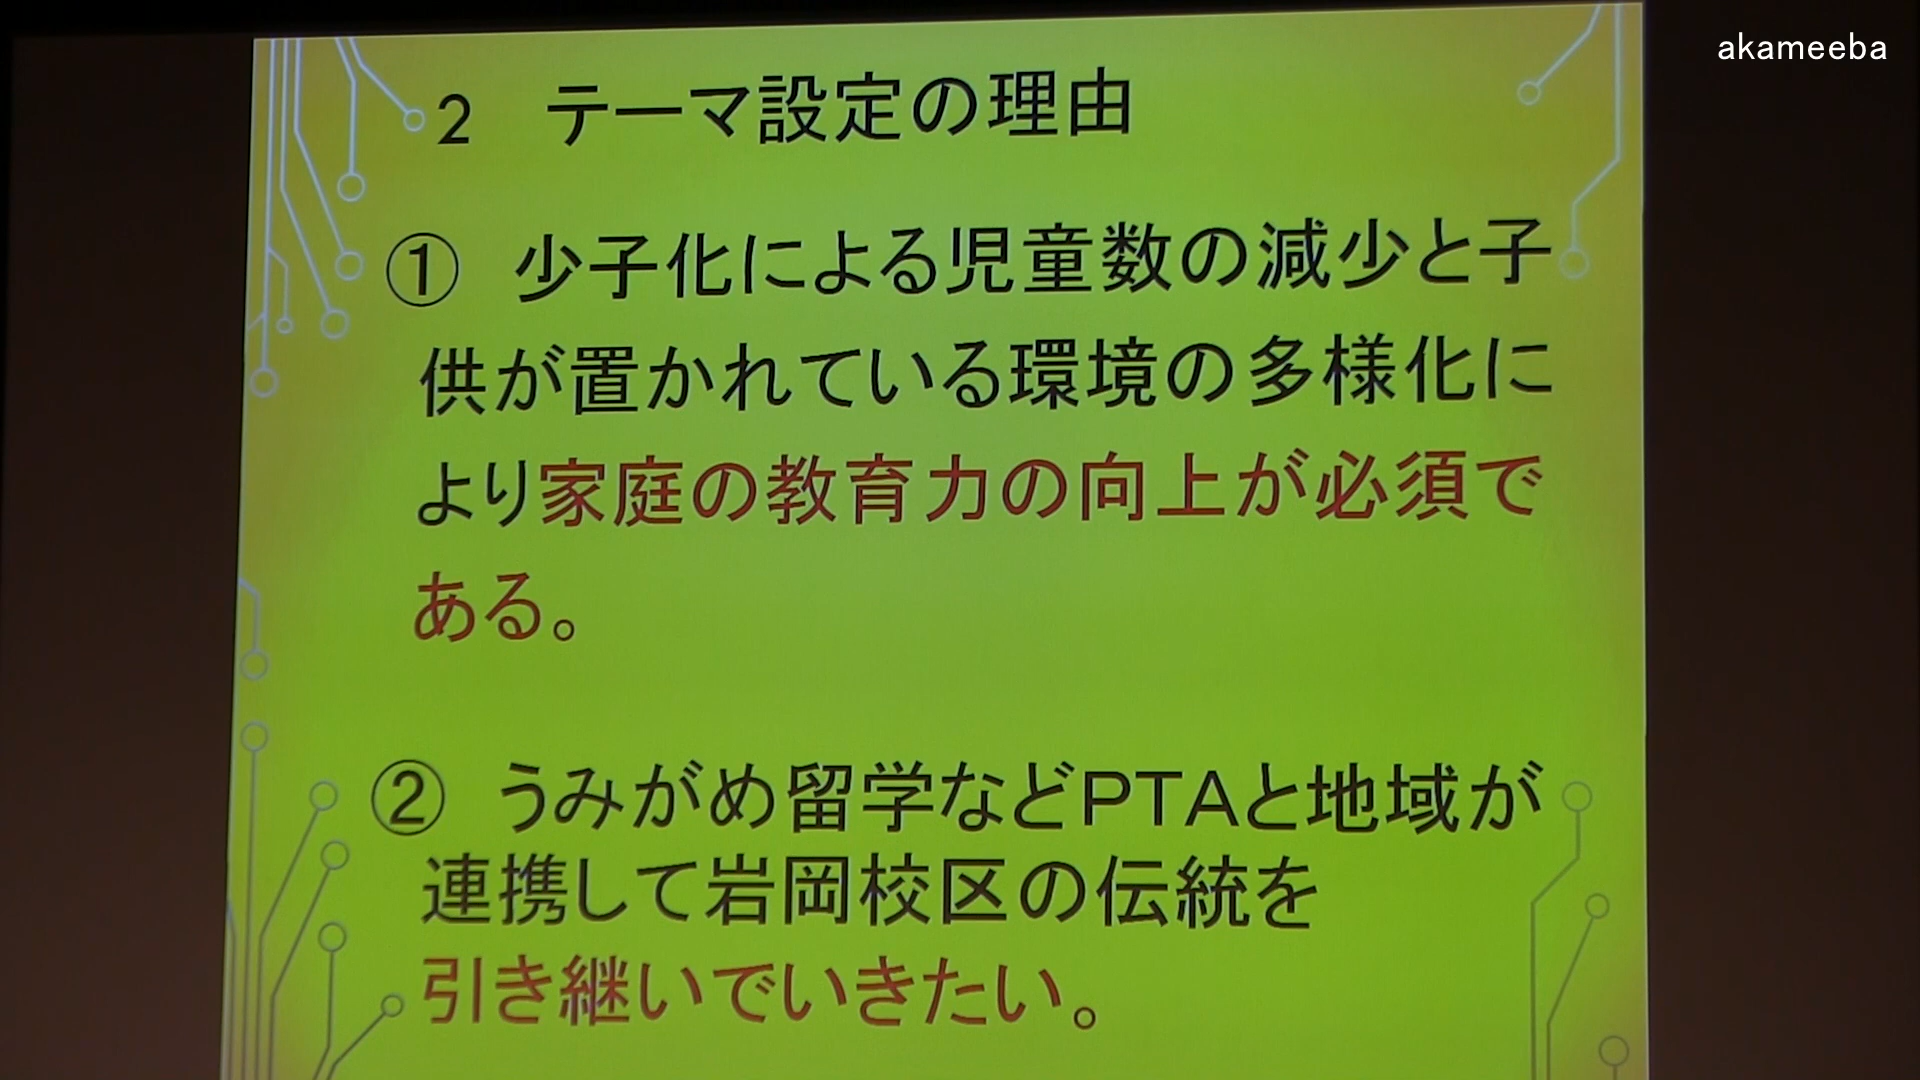 akameeba
2 テーマ設定の理由
① 少子化による児童数の減少と子
供が置かれている環境の多様化に
より家庭の教育力の向上が必須で
ある。
② うみがめ留学などPTAと地域が
連携して岩岡校区の伝統を
引き継いでいきたい。